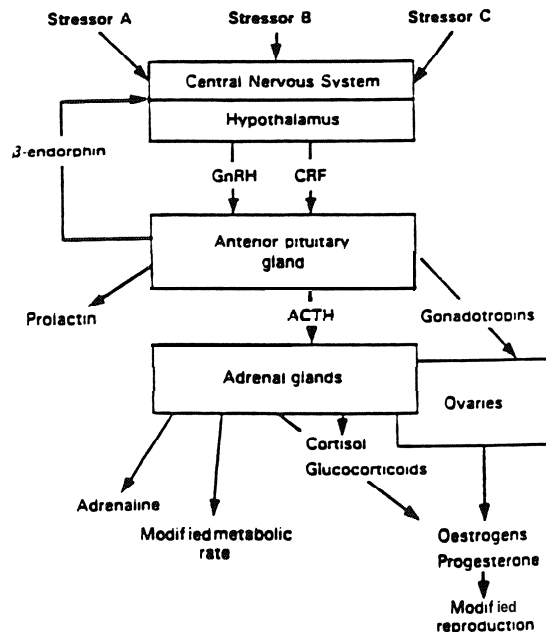 Stressor A Stressor B Stressor C
Central Nervous System
Hypothalamus
β-endorphin
GnRH CRF
Anterior pituitary
gland
Prolactin
ACTH
Gonadotropins
Adrenal glands
Ovaries
Cortisol
Glucocorticoids
Adrenaline
Modified metabolic
rate
Oestrogens
Progesterone
Modified
reproduction